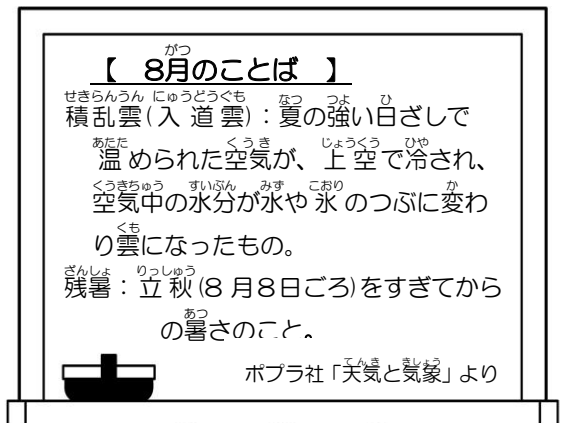 【 8月のことば 】
積乱雲(入道雲)：夏の強い日ざしで
温められた空気が、上空で冷され、
空気中の水分が水や氷のつぶに変わ
り雲になったもの。
残暑：立秋(8月8日ごろ)をすぎてから
の暑さのこと。
ポプラ社「天気と気象」より